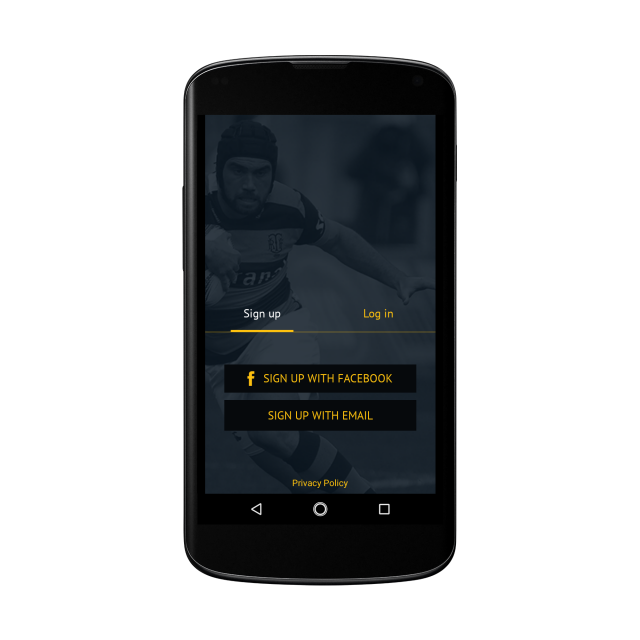 Sign up
Log in
SIGN UP WITH FACEBOOK
SIGN UP WITH EMAIL
Privacy Policy